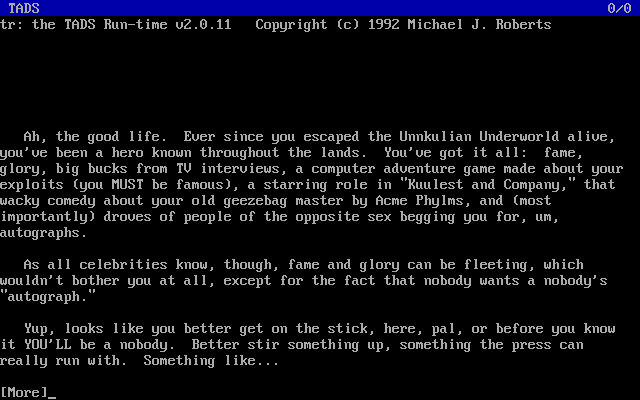 TADS 0/0
tr: the TADS Run-time v2.0.11   Copyright (c) 1992 Michael J. Roberts
Ah, the good life.  Ever since you escaped the Unnkulian Underworld alive,
you've been a hero known throughout the lands.  You've got it all:  fame,
glory, big bucks from TV interviews, a computer adventure game made about your
exploits (you MUST be famous), a starring role in "Kuulest and Company," that
wacky comedy about your old geezebag master by Acme Phylms, and (most
importantly) droves of people of the opposite sex begging you for, um,
autographs.
As all celebrities know, though, fame and glory can be fleeting, which
wouldn't bother you at all, except for the fact that nobody wants a nobody's
"autograph."
Yup, looks like you better get on the stick, here, pal, or before you know
it YOU'LL be a nobody.  Better stir something up, something the press can
really run with.  Something like...
[More]_